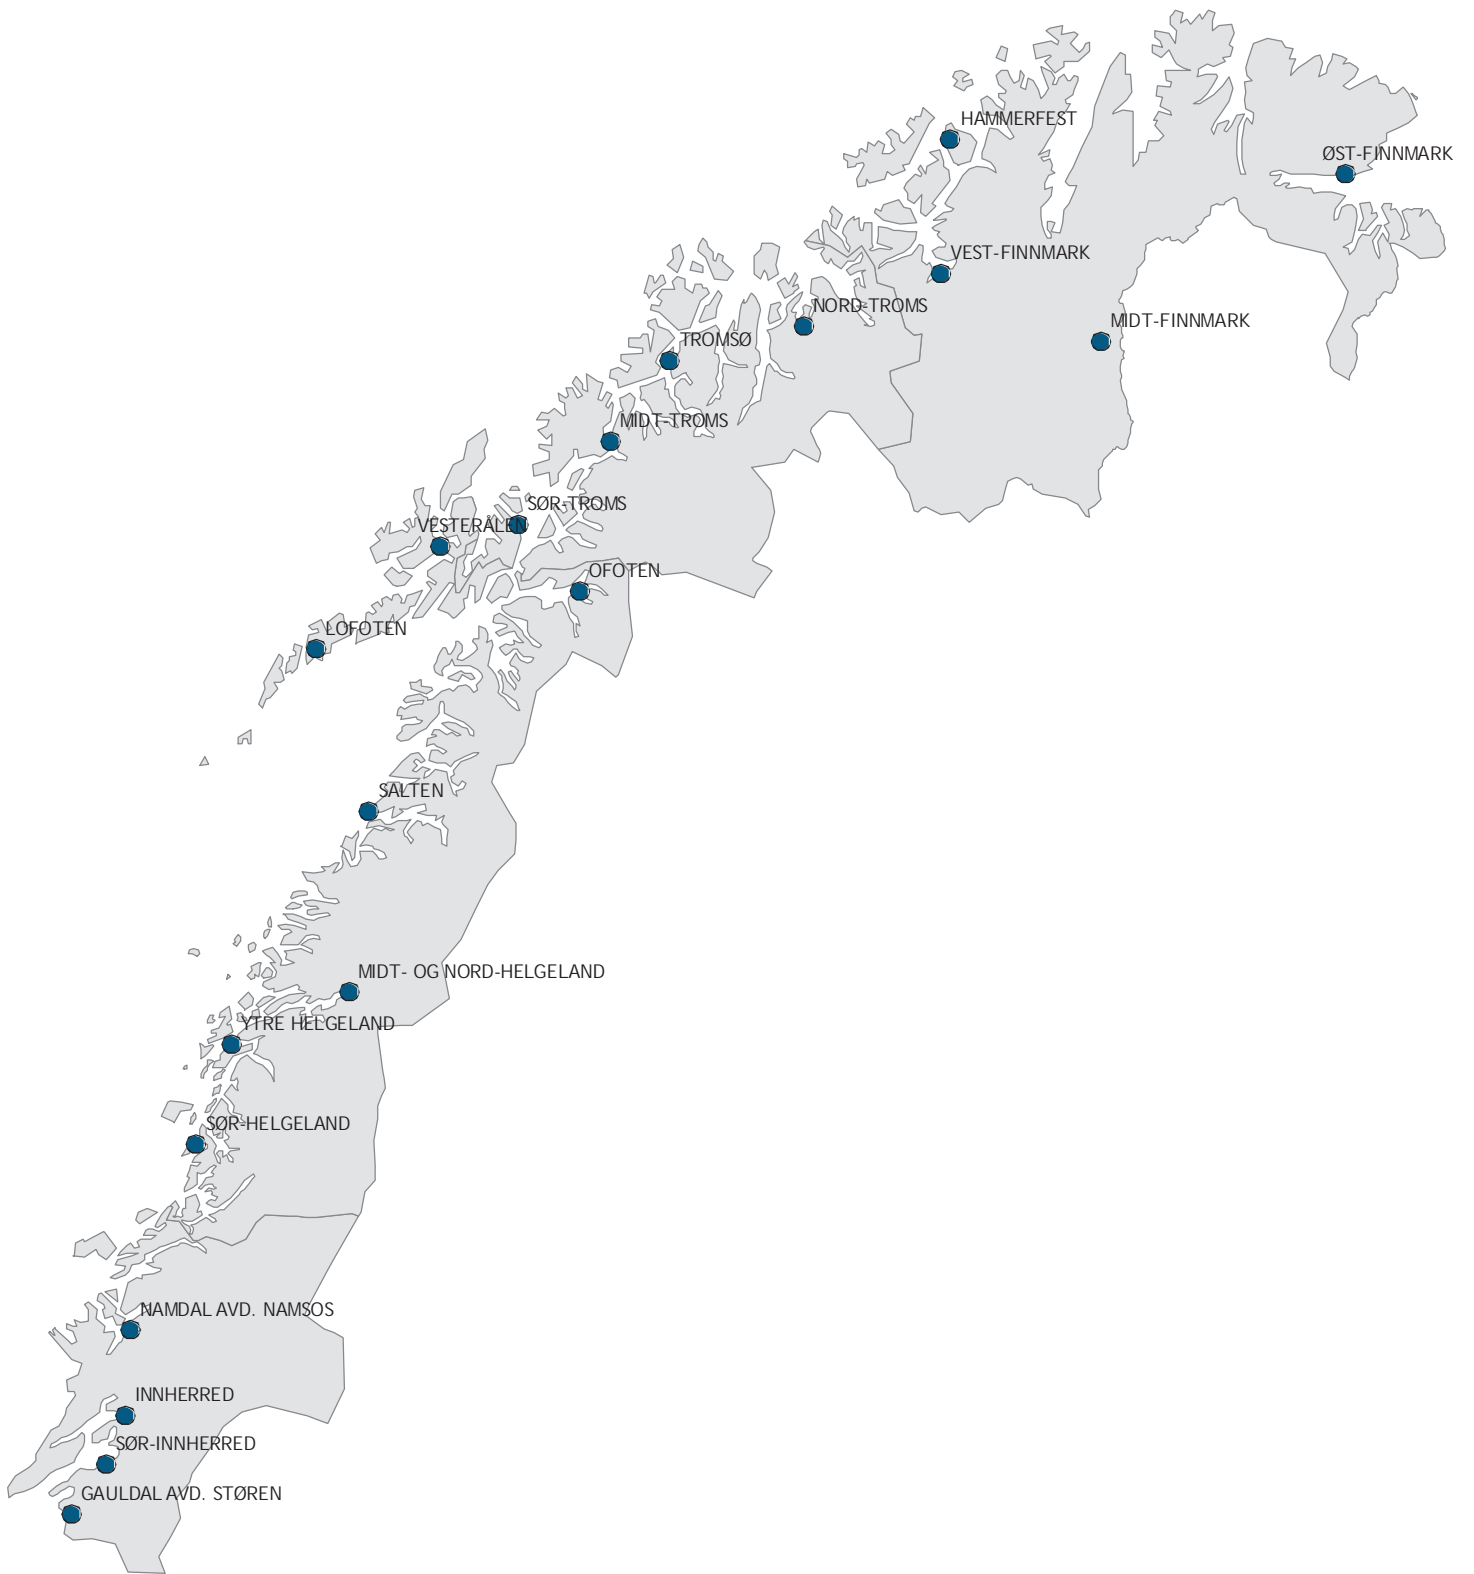 HAMMERFEST
ØST-FINNMARK
VEST-FINNMARK
NORD-TROMS
MIDT-FINNMARK
TROMSØ
MIDT-TROMS
SØR-TROMS
VESTERÅLEN
OFOTEN
LOFOTEN
SALTEN
MIDT- OG NORD-HELGELAND
YTRE HELGELAND
SØR-HELGELAND
NAMDAL AVD. NAMSOS
INNHERRED
SØR-INNHERRED
GAULDAL AVD. STØREN